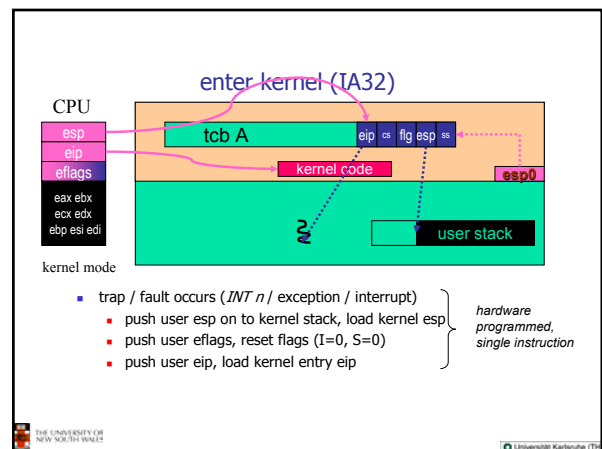 enter kernel (IA32)
CPU
esp
eip
eflags
eax ebx
ecx edx
ebp esi edi
kernel mode
tcb A
eip cs flg esp ss
kernel code
esp0
user stack
trap / fault occurs (INT n / exception / interrupt)
push user esp on to kernel stack, load kernel esp
push user eflags, reset flags (I=0, S=0)
push user eip, load kernel entry eip
hardware
programmed,
single instruction
THE UNIVERSITY OF
NEW SOUTH WALES
Universität Karlsruhe (TH